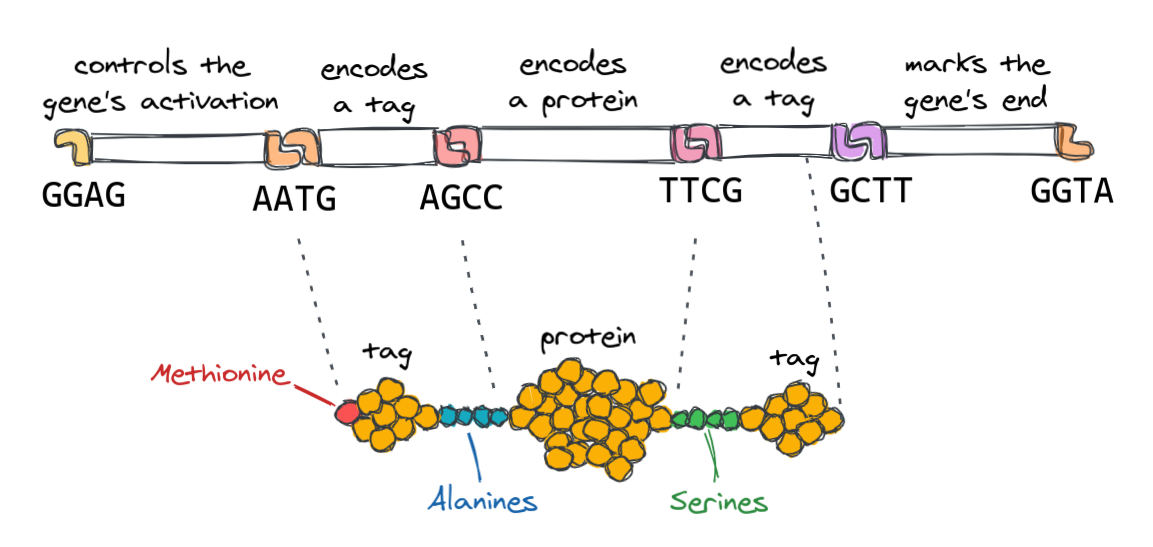 controls the
gene's activation
encodes
a tag
encodes
a protein
encodes
a tag
marks the
gene's end
GGAG
AATG
AGCC
TTCG
GCTT
GGTA
tag
protein
tag
Methionine
Alanines
Serines